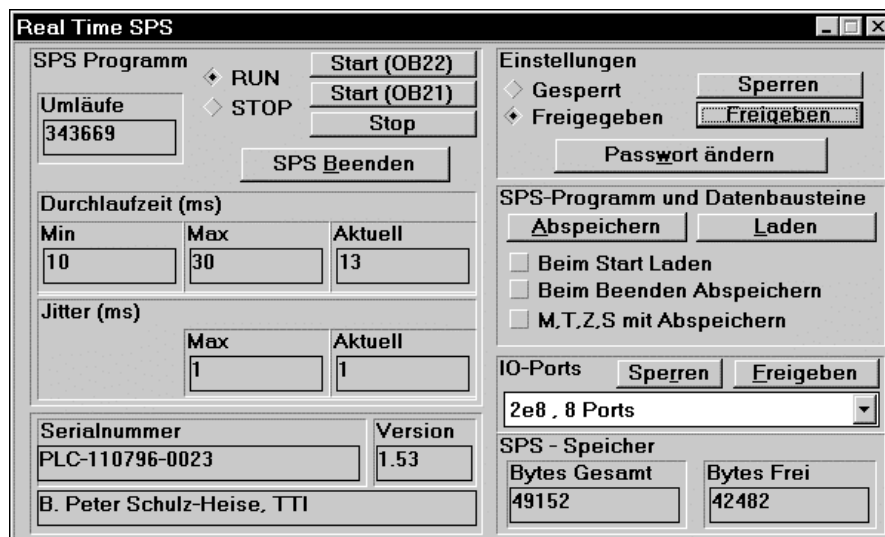 Real Time SPS
SPS Programm
RUN
STOP
Start (OB22)
Start (OB21)
Stop
Umläufe
343669
SPS Beenden
Durchlaufzeit (ms)
Min Max Aktuell
10 30 13
Jitter (ms)
Max Aktuell
1 1
Serialnummer Version
PLC-110796-0023 1.53
B. Peter Schulz-Heise, TTI
Einstellungen
Gesperrt Sperren
Freigegeben Freigeben
Passwort ändern
SPS-Programm und Datenbausteine
Abspeichern Laden
Beim Start Laden
Beim Beenden Abspeichern
M,T,Z,S mit Abspeichern
IO-Ports Sperren Freigeben
2e8 , 8 Ports
SPS - Speicher
Bytes Gesamt Bytes Frei
49152 42482